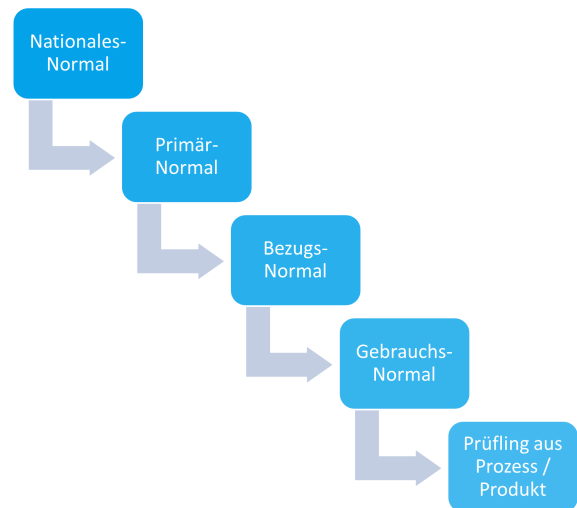 Nationales-
Normal
Primär-
Normal
Bezugs-
Normal
Gebrauchs-
Normal
Prüfling aus
Prozess /
Produkt